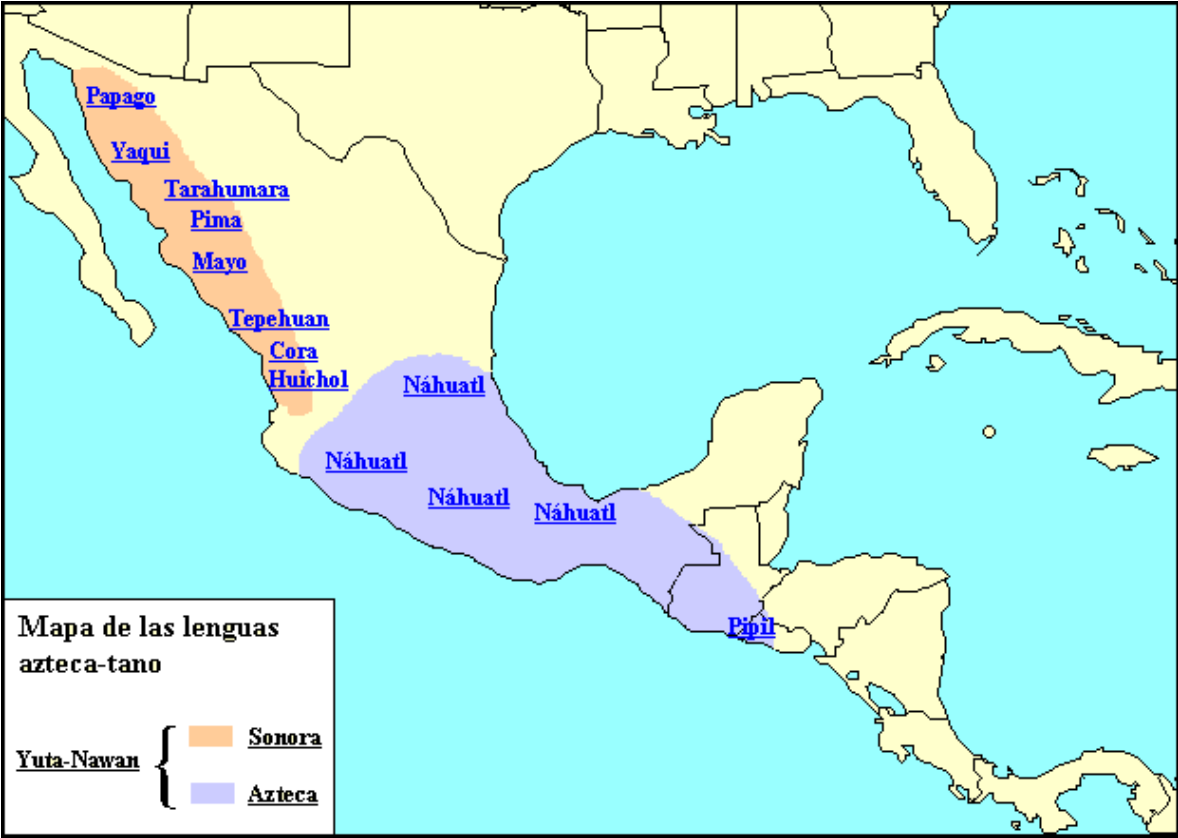 Papago
Yaqui
Tarahumara
Pima
Mayo
Tepehuan
Cora
Huichol
Náhuatl
Náhuatl
Náhuatl
Náhuatl
Pipil
Mapa de las lenguas
azteca-tano
Yuta-Nawan
Sonora
Azteca